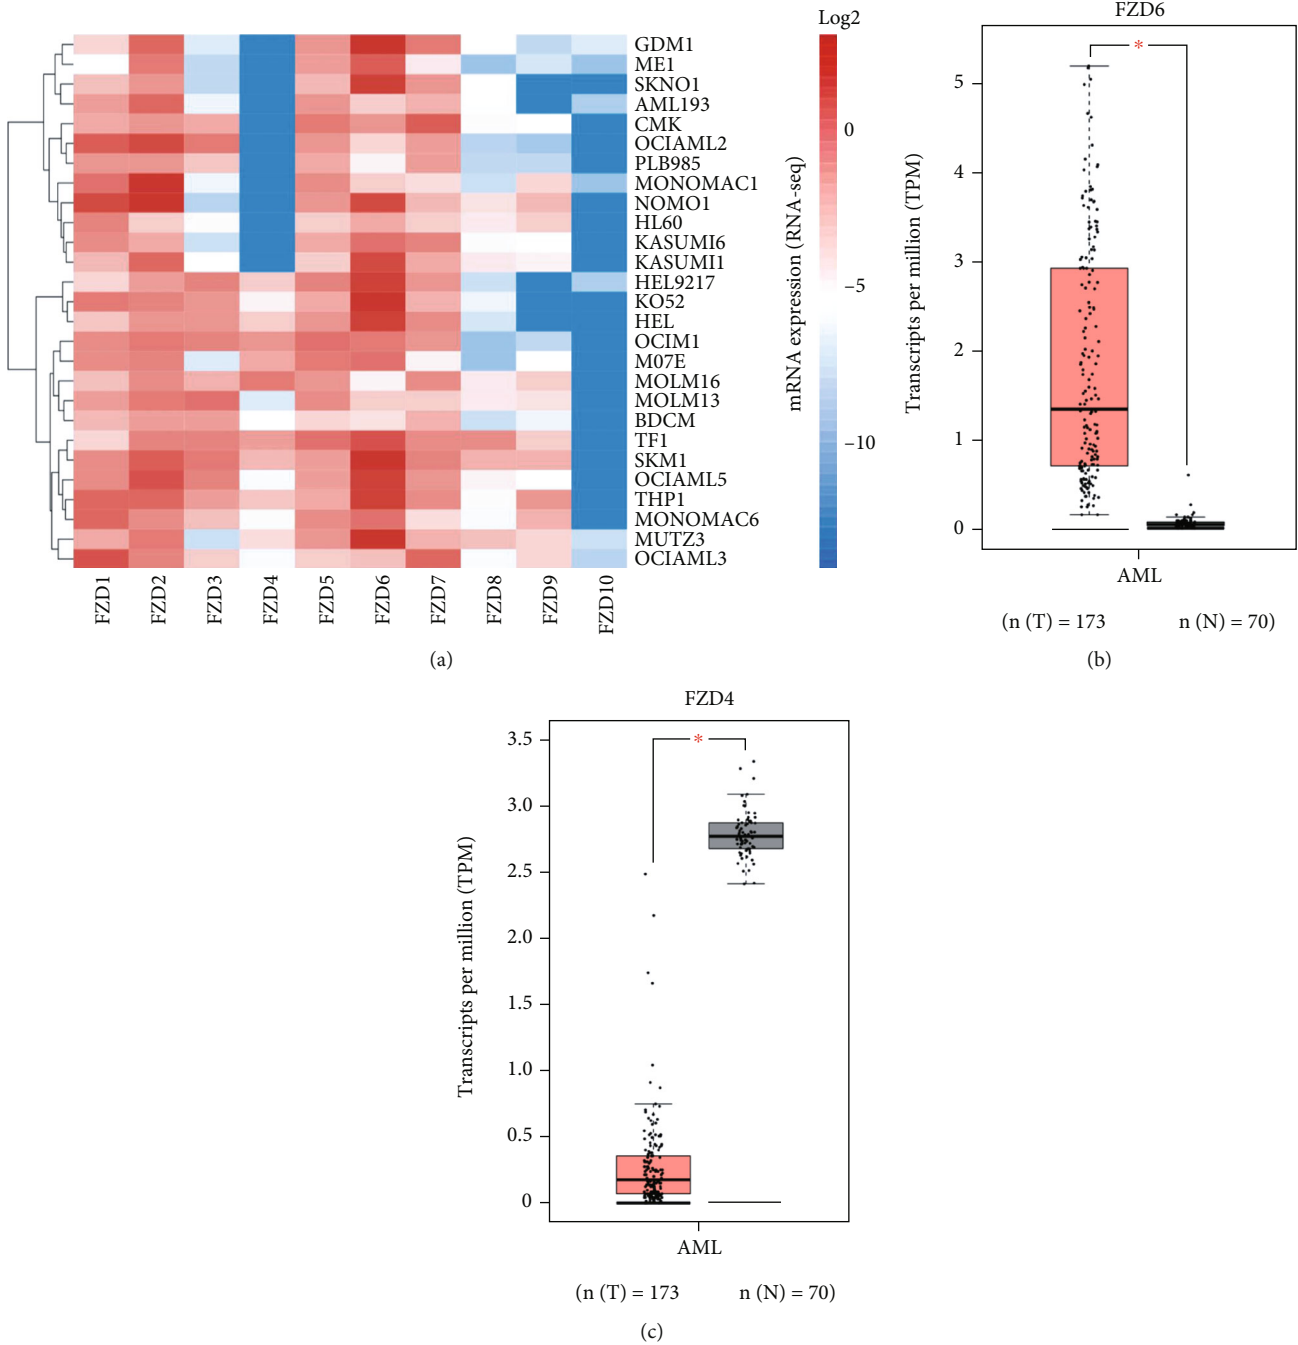 Log2
GDM1
ME1
SKNO1
AML193
CMK
OCIAML2
PLB985
MONOMAC1
NOMO1
HL60
KASUMI6
KASUMI1
HEL9217
KO52
HEL
OCIM1
M07E
MOLM16
MOLM13
BDCM
TF1
SKM1
OCIAML5
THP1
MONOMAC6
MUTZ3
OCIAML3
FZD1
FZD2
FZD3
FZD4
FZD5
FZD6
FZD7
FZD8
FZD9
FZD10
mRNA expression (RNA-seq)
0
–5
–10
(a)
FZD6
*
Transcripts per million (TPM)
5
4
3
2
1
0
AML
(n (T) = 173 n (N) = 70)
(b)
FZD4
*
Transcripts per million (TPM)
3.5
3.0
2.5
2.0
1.5
1.0
0.5
0
AML
(n (T) = 173 n (N) = 70)
(c)